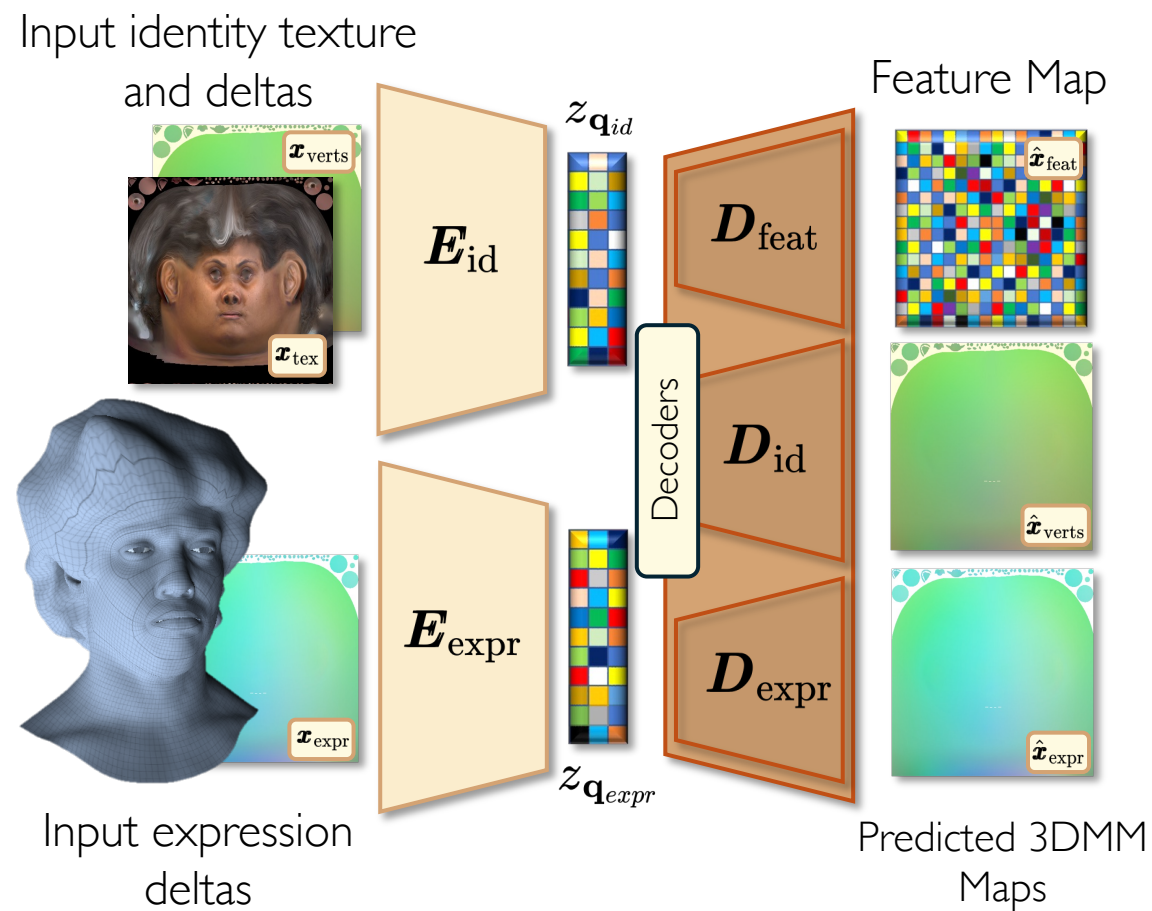 Input identity texture
and deltas
Feature Map
x_verts
x_tex
E_id
z_q_id
D_feat
x̂_feat
Decoders
D_id
x̂_verts
E_expr
z_q_expr
D_expr
x_expr
x̂_expr
Input expression
deltas
Predicted 3DMM
Maps